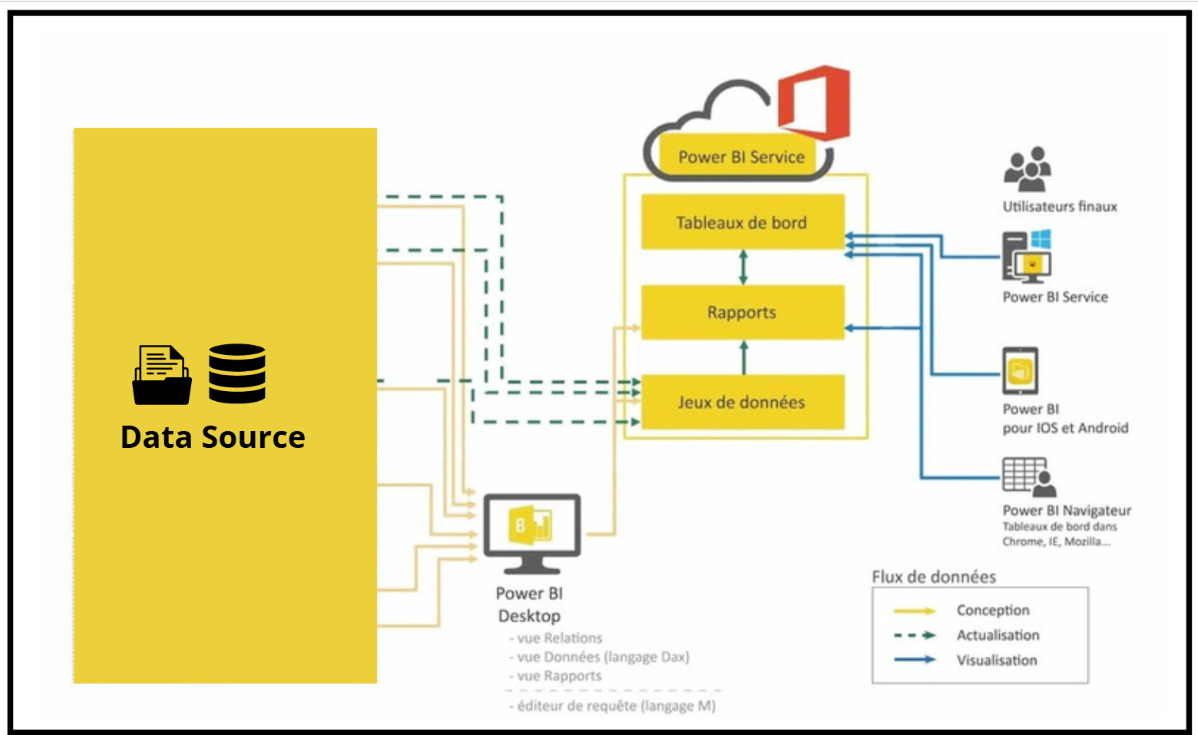 Data Source
Power BI Service
Tableaux de bord
Rapports
Jeux de données
Utilisateurs finaux
Power BI Service
Power BI
pour IOS et Android
Power BI Navigateur
Tableaux de bord dans
Chrome, IE, Mozilla...
B
Power BI
Desktop
- vue Relations
- vue Données (langage Dax)
- vue Rapports
- éditeur de requête (langage M)
Flux de données
Conception
Actualisation
Visualisation